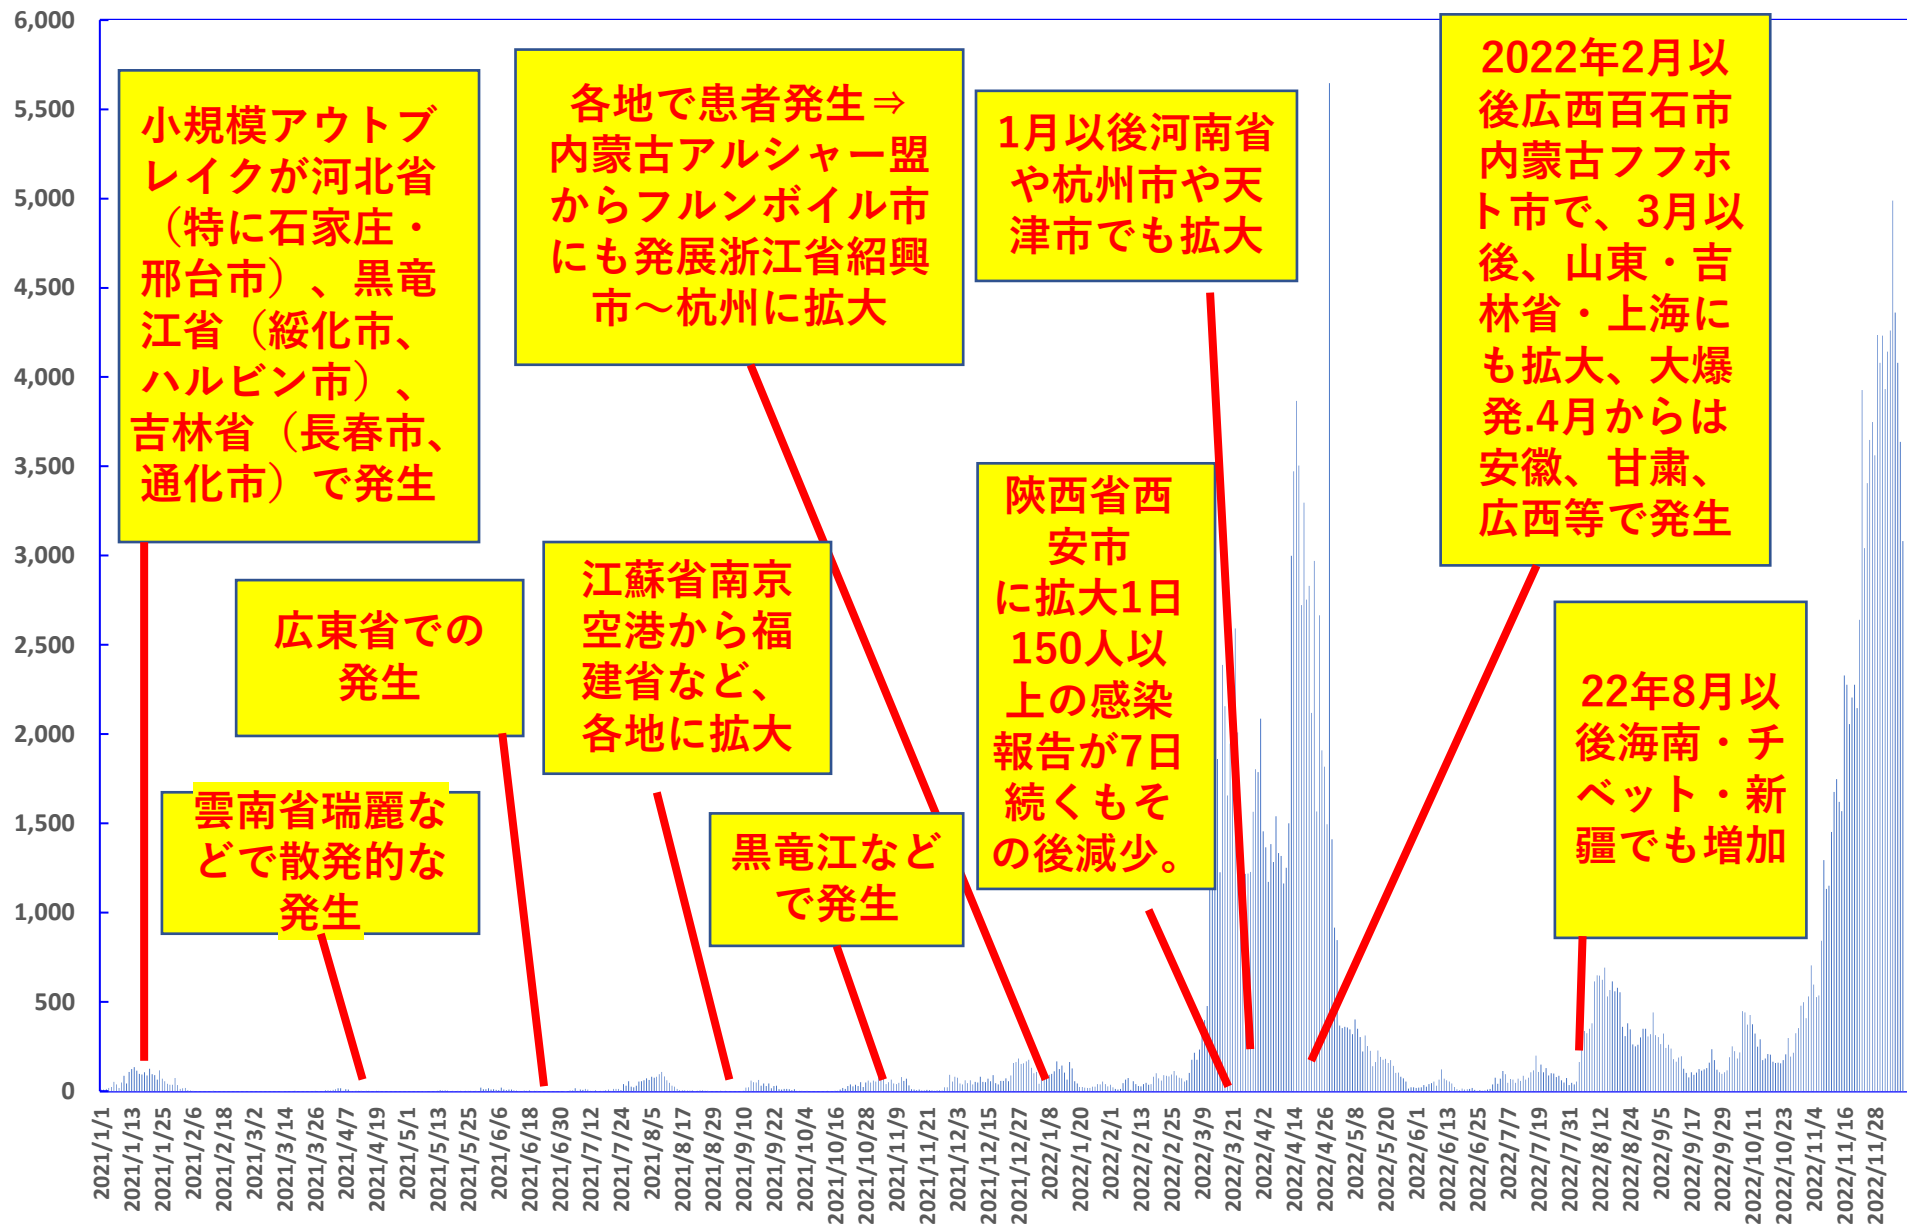 6,000
5,500
5,000
4,500
4,000
3,500
3,000
2,500
2,000
1,500
1,000
500
0
小規模アウトブ
レイクが河北省
（特に石家庄・
邢台市）、黒竜
江省（綏化市、
ハルビン市）、
吉林省（長春市、
通化市）で発生
雲南省瑞麗な
どで散発的な
発生
広東省での
発生
江蘇省南京
空港から福
建省など、
各地に拡大
黒竜江など
で発生
各地で患者発生⇒
内蒙古アルシャー盟
からフルンボイル市
にも発展浙江省紹興
市～杭州に拡大
陝西省西
安市
に拡大1日
150人以
上の感染
報告が7日
続くもそ
の後減少。
1月以後河南省
や杭州市や天
津市でも拡大
2022年2月以
後広西百石市
内蒙古フフホ
ト市で、3月以
後、山東・吉
林省・上海に
も拡大、大爆
発.4月からは
安徽、甘粛、
広西等で発生
22年8月以
後海南・チ
ベット・新
疆でも増加
2021/1/1
2021/1/13
2021/1/25
2021/2/6
2021/2/18
2021/3/2
2021/3/14
2021/3/26
2021/4/7
2021/4/19
2021/5/1
2021/5/13
2021/5/25
2021/6/6
2021/6/18
2021/6/30
2021/7/12
2021/7/24
2021/8/5
2021/8/17
2021/8/29
2021/9/10
2021/9/22
2021/10/4
2021/10/16
2021/10/28
2021/11/9
2021/11/21
2021/12/3
2021/12/15
2021/12/27
2022/1/8
2022/1/20
2022/2/1
2022/2/13
2022/2/25
2022/3/9
2022/3/21
2022/4/2
2022/4/14
2022/4/26
2022/5/8
2022/5/20
2022/6/1
2022/6/13
2022/6/25
2022/7/7
2022/7/19
2022/7/31
2022/8/12
2022/8/24
2022/9/5
2022/9/17
2022/9/29
2022/10/11
2022/10/23
2022/11/4
2022/11/16
2022/11/28